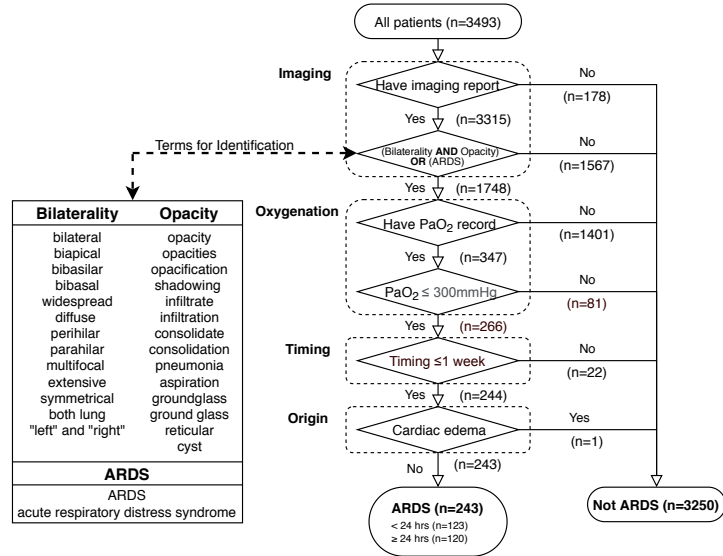 All patients (n=3493)
Imaging
Have imaging report
No
(n=178)
Yes
(n=3315)
Terms for Identification
(Bilaterality AND Opacity)
OR (ARDS)
No
(n=1567)
Yes
(n=1748)
Oxygenation
Have PaO₂ record
No
(n=1401)
Yes
(n=347)
PaO₂ ≤ 300mmHg
No
(n=81)
Yes
(n=266)
Timing
Timing ≤1 week
No
(n=22)
Yes
(n=244)
Origin
Cardiac edema
Yes
(n=1)
No
(n=243)
ARDS (n=243)
< 24 hrs (n=123)
≥ 24 hrs (n=120)
Not ARDS (n=3250)
Bilaterality Opacity
bilateral opacity
biapical opacities
bibasilar opacification
bibasal shadowing
widespread infiltrate
diffuse infiltration
perihilar consolidate
parahilar consolidation
multifocal pneumonia
extensive aspiration
symmetrical groundglass
both lung ground glass
"left" and "right" reticular
cyst
ARDS
ARDS
acute respiratory distress syndrome